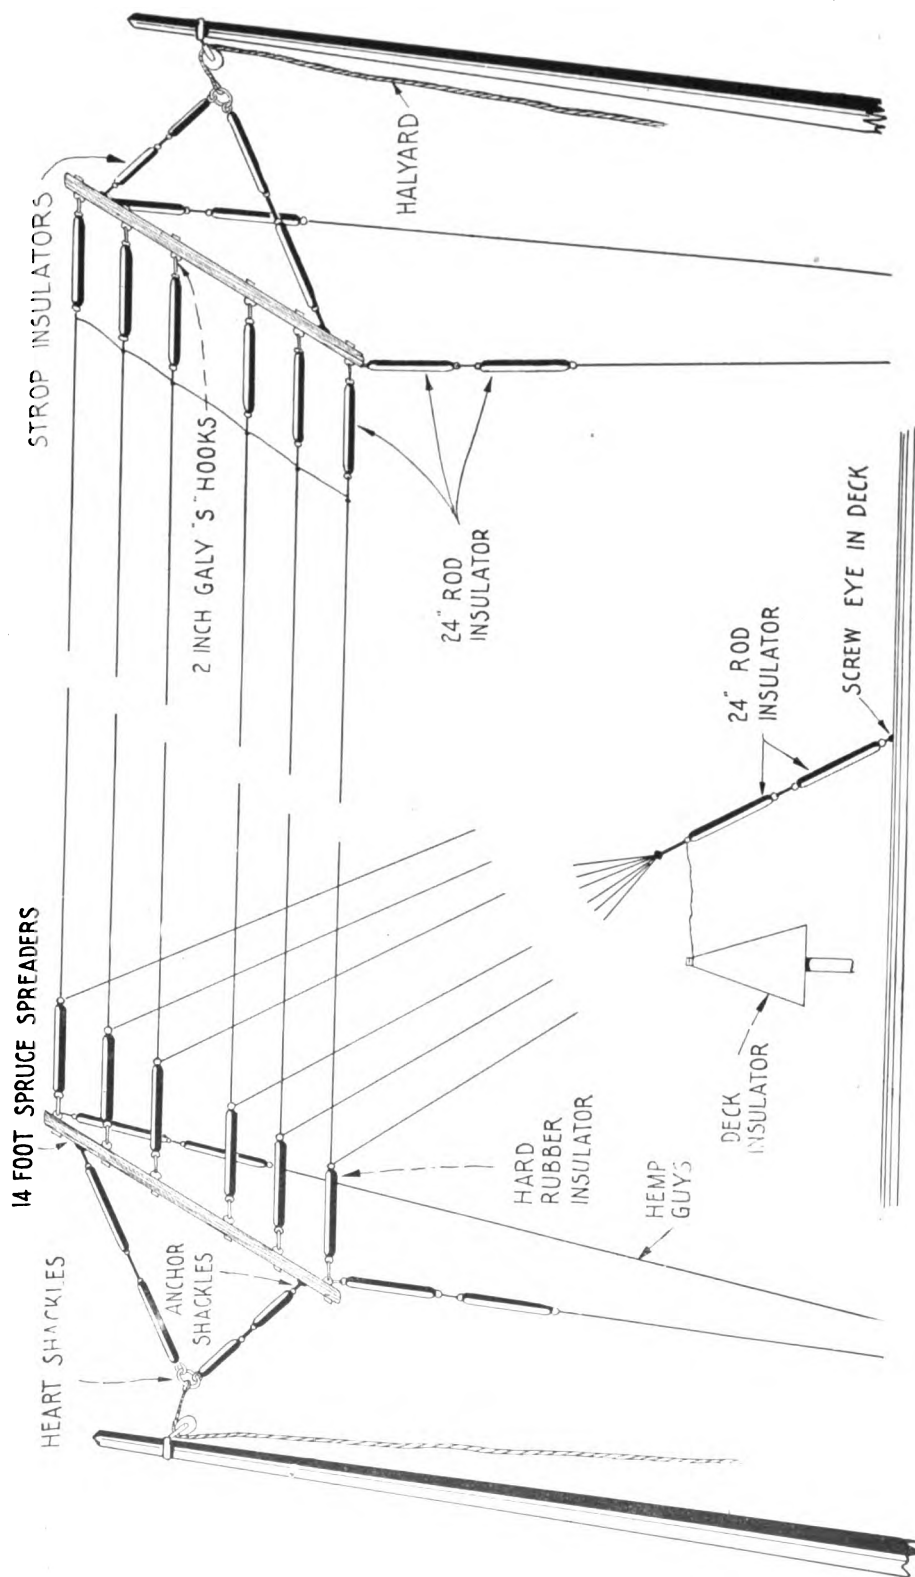 14 FOOT SPRUCE SPREADERS
HEART SHACKLES
STROP INSULATORS
ANCHOR
SHACKLES
2 INCH GALY "S" HOOKS
HALYARD
HARD
RUBBER
INSULATOR
24" ROD
INSULATOR
HEMP
GUYS
DECK
INSULATOR
24" ROD
INSULATOR
SCREW EYE IN DECK